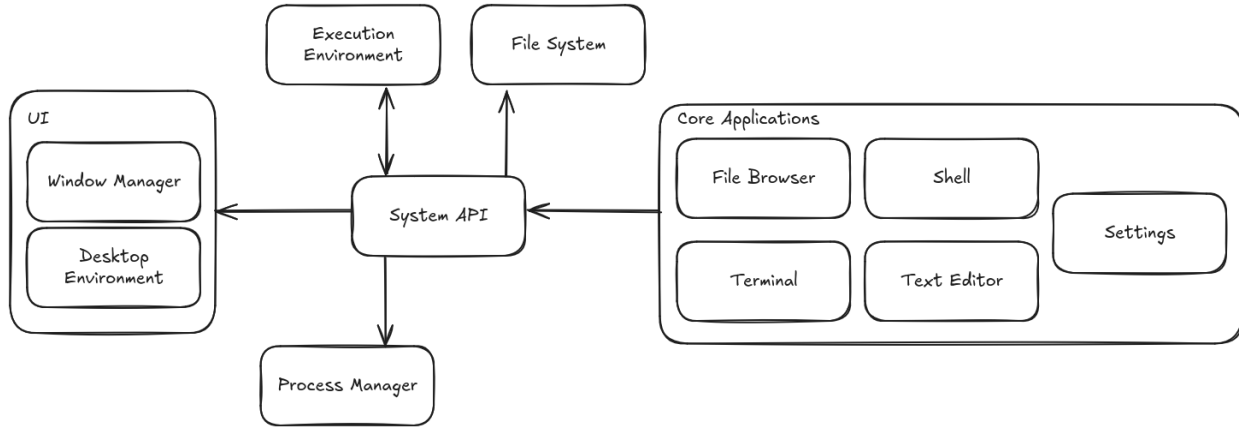 Execution
Environment
File System
UI
Window Manager
Desktop
Environment
System API
Process Manager
Core Applications
File Browser
Shell
Settings
Terminal
Text Editor